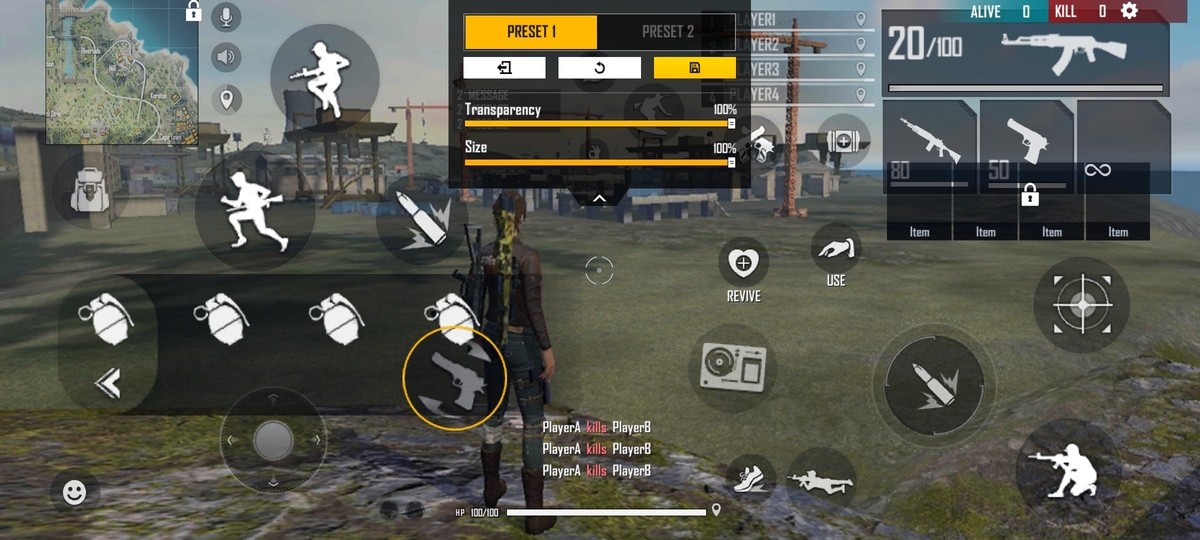 ALIVE 0 KILL 0
PRESET 1 PRESET 2
PLAYER2
PLAYER3
PLAYER4
20/100
MESSAGE
Transparency 100%
Size 100%
80 50 ∞
Item Item Item Item
REVIVE
USE
PlayerA kills PlayerB
PlayerA kills PlayerB
PlayerA kills PlayerB
HP 100/100